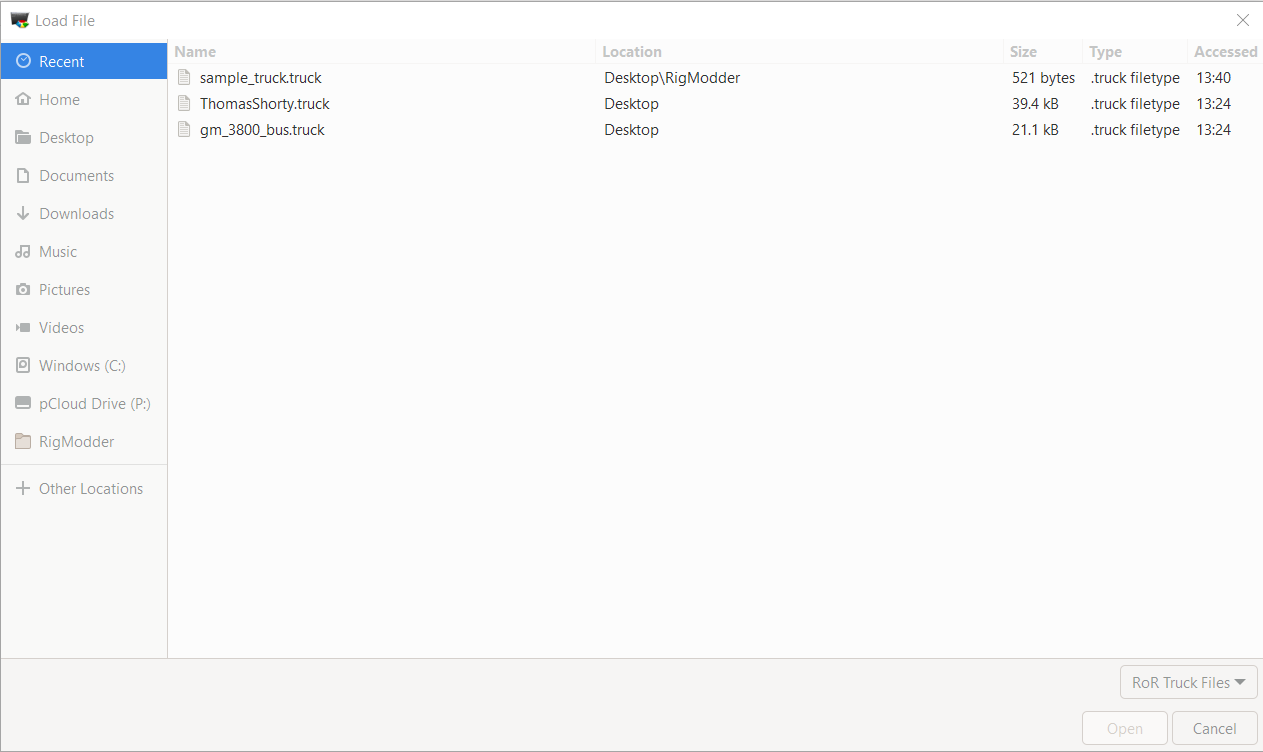 Load File
Recent
Home
Desktop
Documents
Downloads
Music
Pictures
Videos
Windows (C:)
pCloud Drive (P:)
RigModder
Other Locations
Name Location Size Type Accessed
sample_truck.truck Desktop\RigModder 521 bytes .truck filetype 13:40
ThomasShorty.truck Desktop 39.4 kB .truck filetype 13:24
gm_3800_bus.truck Desktop 21.1 kB .truck filetype 13:24
RoR Truck Files
Open Cancel